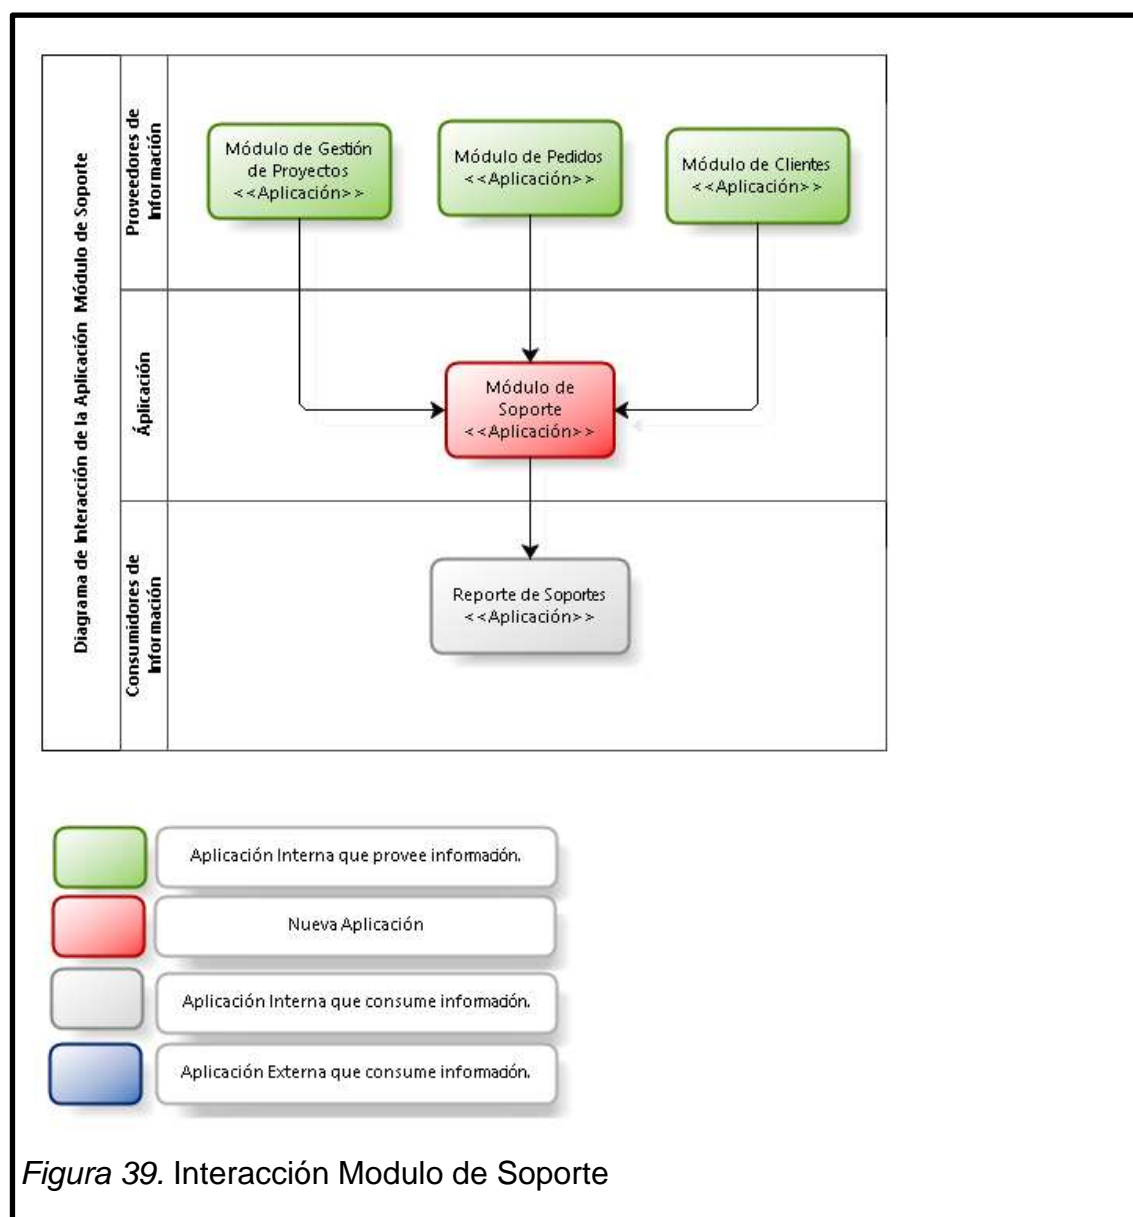 Diagrama de Interacción de la Aplicación Módulo de Soporte
Proveedores de
Información
Módulo de Gestión
de Proyectos
<<Aplicación>>
Módulo de Pedidos
<<Aplicación>>
Módulo de Clientes
<<Aplicación>>
Áplicación
Módulo de
Soporte
<<Aplicación>>
Consumidores de
Información
Reporte de Soportes
<<Aplicación>>
Aplicación Interna que provee información.
Nueva Aplicación
Aplicación Interna que consume información.
Aplicación Externa que consume información.
Figura 39. Interacción Modulo de Soporte